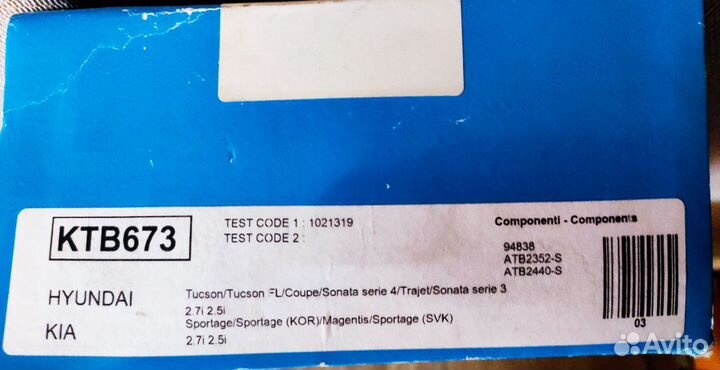 KTB673
TEST CODE 1 : 1021319
TEST CODE 2 :
Componenti - Components
94838
ATB2352-S
ATB2440-S
HYUNDAI
Tucson/Tucson FL/Coupe/Sonata serie 4/Trajet/Sonata serie 3
2.7i 2.5i
KIA
Sportage/Sportage (KOR)/Magentis/Sportage (SVK)
2.7i 2.5i
03
Avito